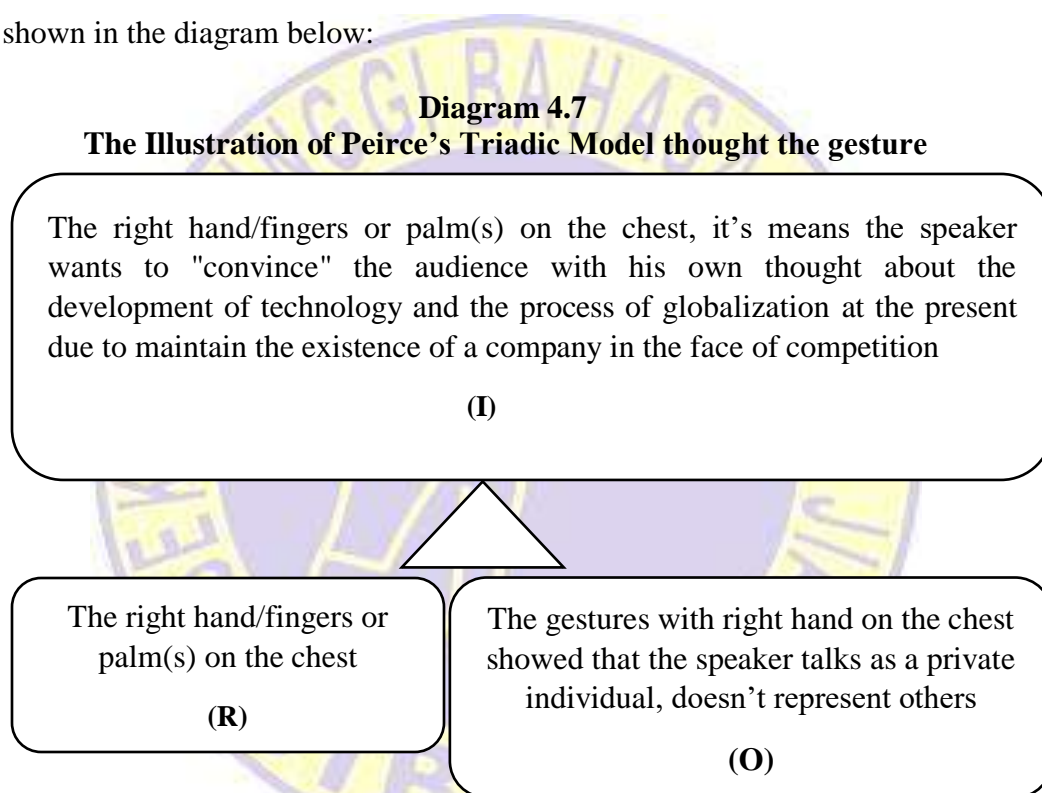 shown in the diagram below:
Diagram 4.7
The Illustration of Peirce’s Triadic Model thought the gesture
The right hand/fingers or palm(s) on the chest, it’s means the speaker
wants to "convince" the audience with his own thought about the
development of technology and the process of globalization at the present
due to maintain the existence of a company in the face of competition
(I)
The right hand/fingers or
palm(s) on the chest
(R)
The gestures with right hand on the chest
showed that the speaker talks as a private
individual, doesn’t represent others
(O)